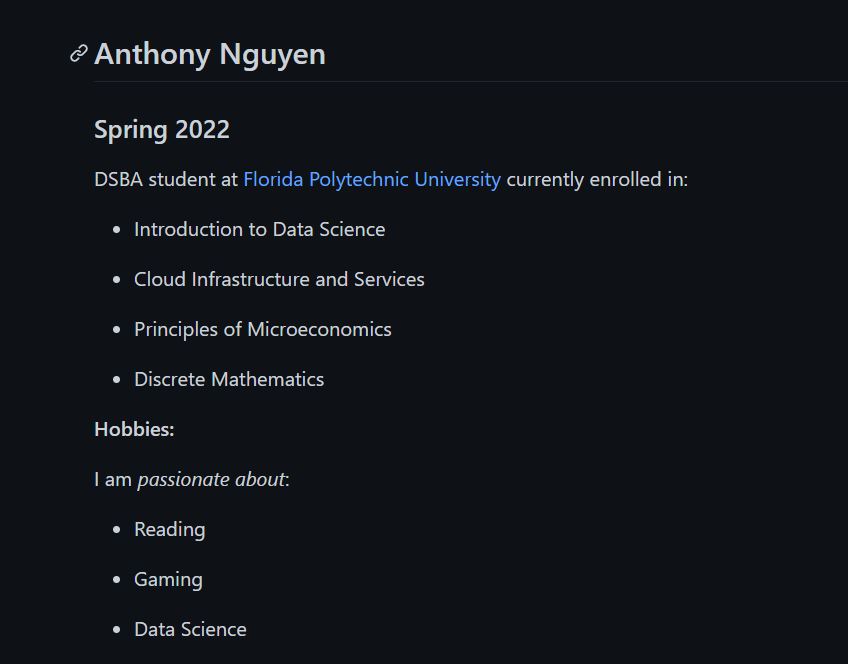 Anthony Nguyen
Spring 2022
DSBA student at Florida Polytechnic University currently enrolled in:
• Introduction to Data Science
• Cloud Infrastructure and Services
• Principles of Microeconomics
• Discrete Mathematics
Hobbies:
I am passionate about:
• Reading
• Gaming
• Data Science